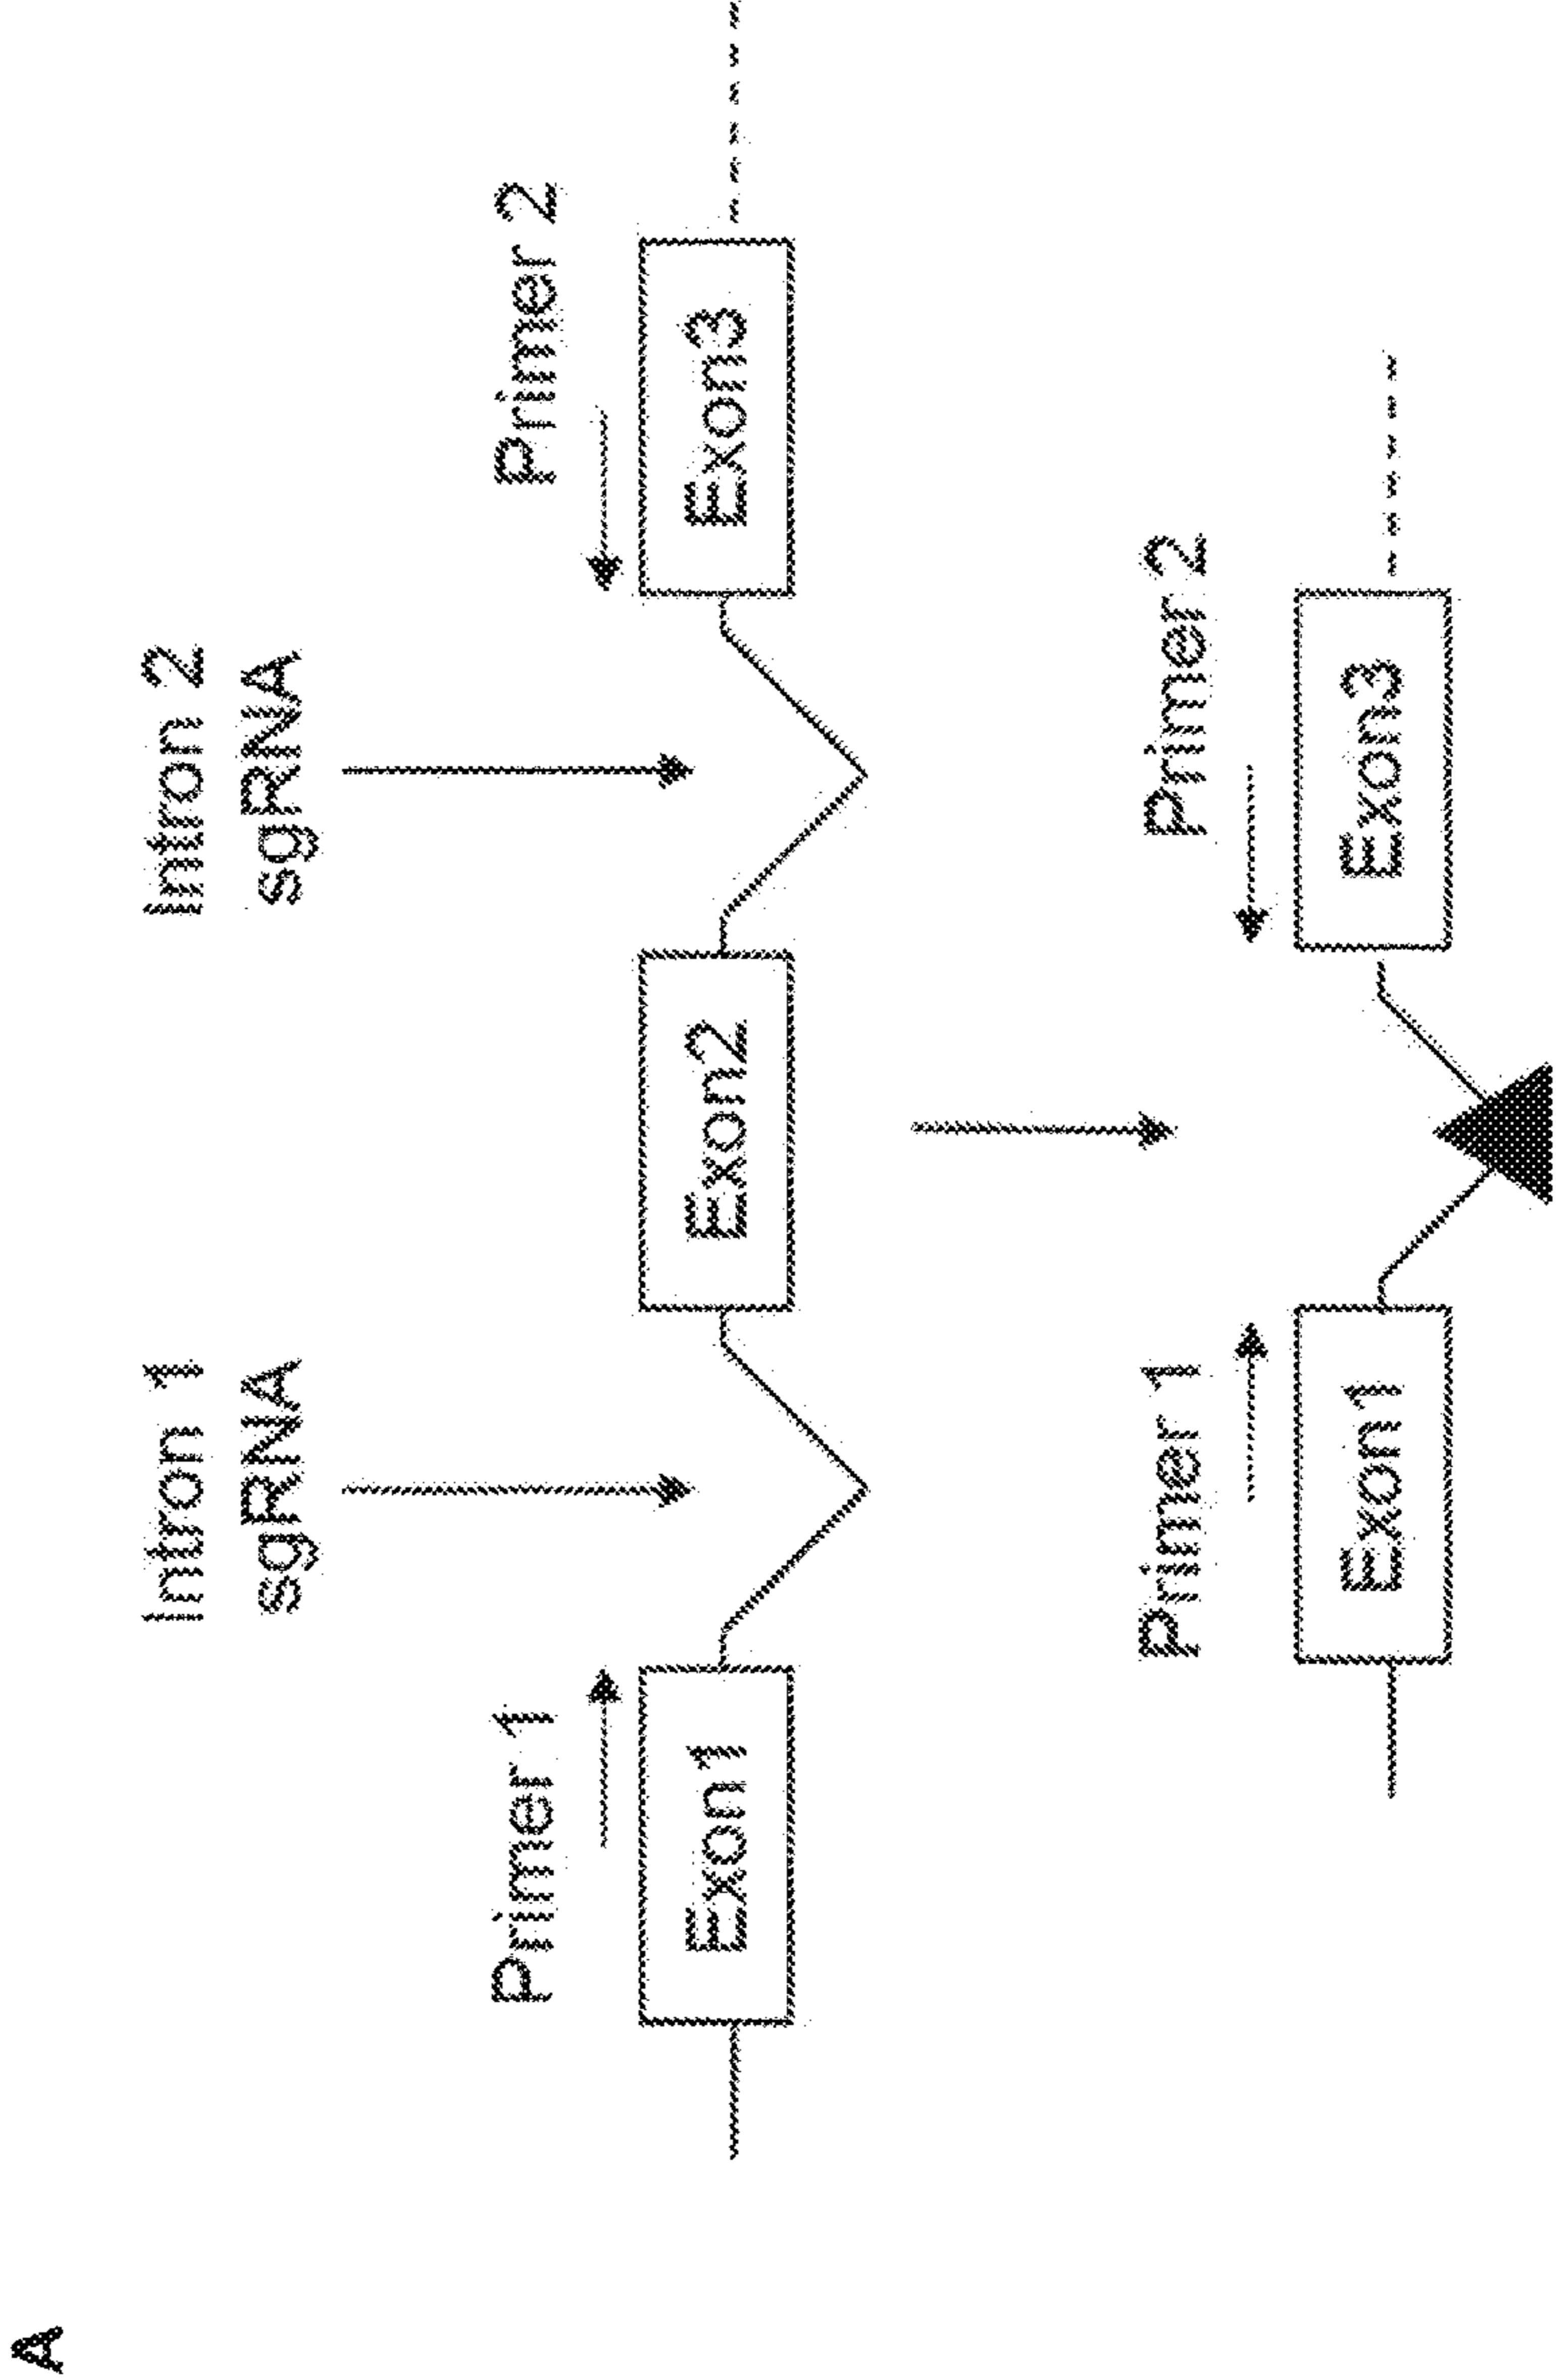 A
Intron 1
sgRNA
Intron 2
sgRNA
Primer 1
Primer 2
Exon1
Exon2
Exon3
Primer 1
Primer 2
Exon1
Exon3